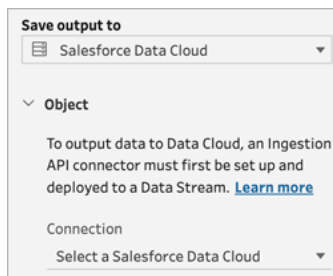 Save output to
Salesforce Data Cloud
Object
To output data to Data Cloud, an Ingestion
API connector must first be set up and
deployed to a Data Stream. Learn more
Connection
Select a Salesforce Data Cloud